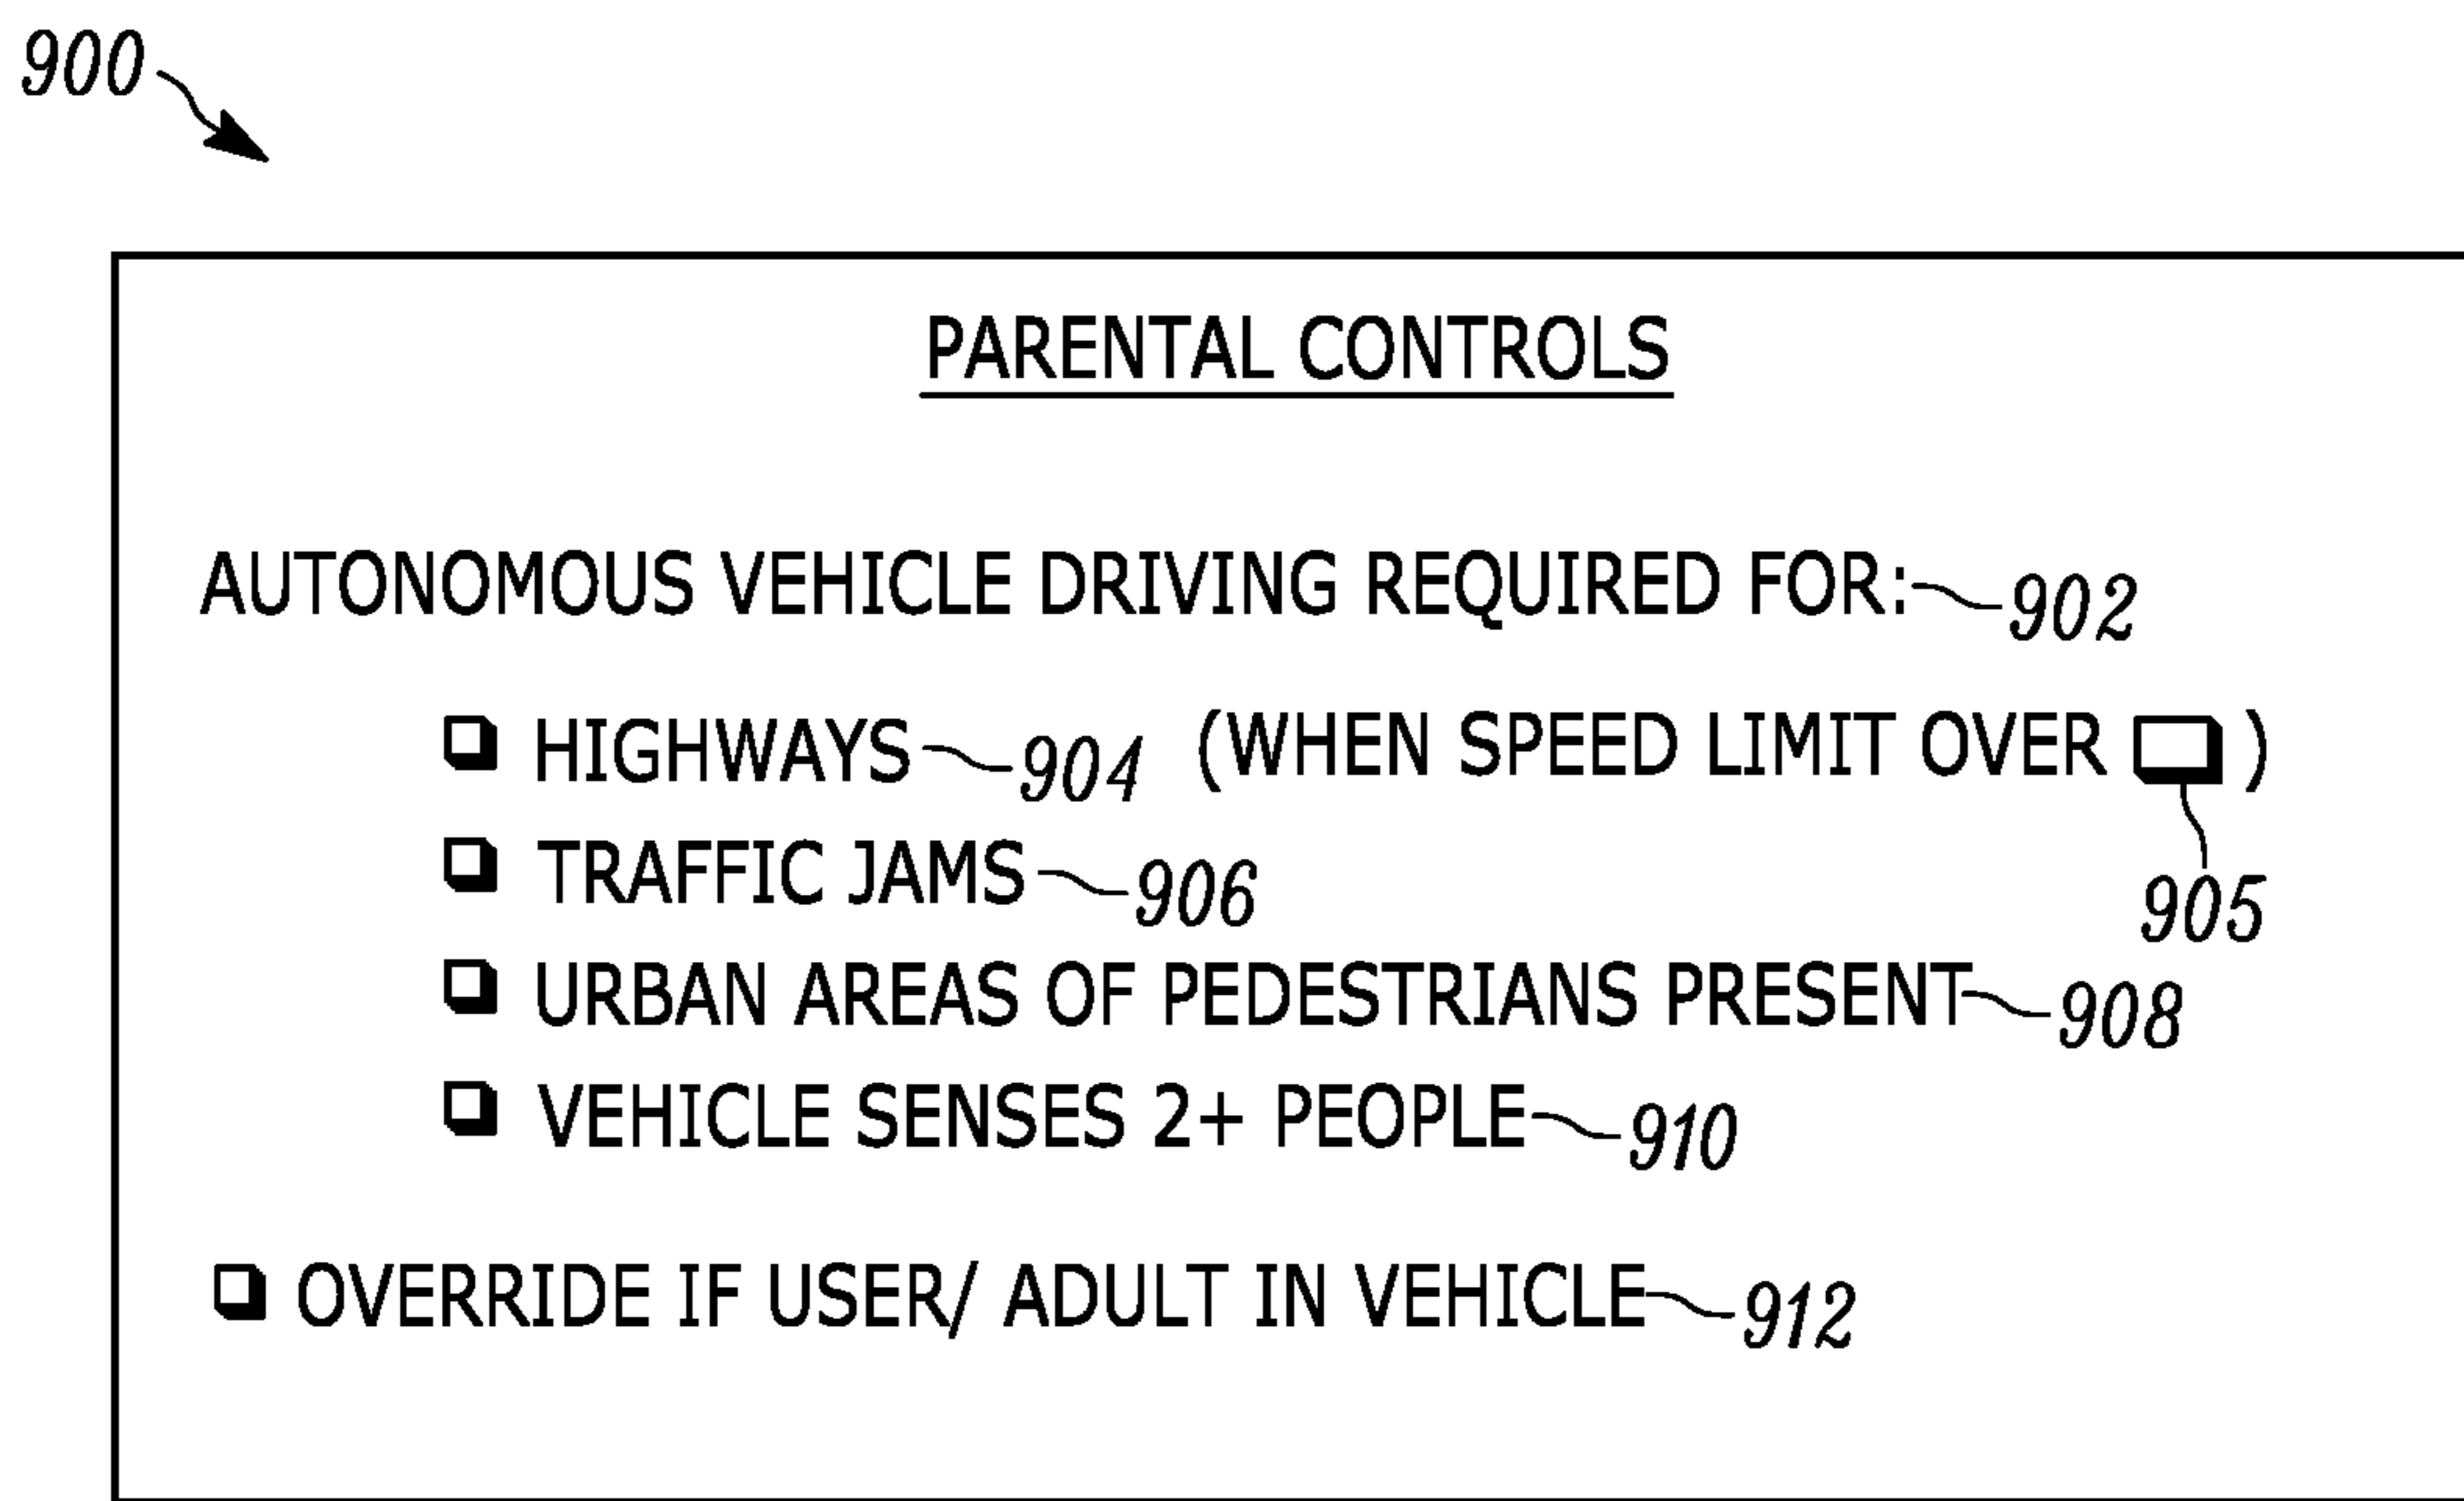 900
PARENTAL CONTROLS
AUTONOMOUS VEHICLE DRIVING REQUIRED FOR: 902
HIGHWAYS 904 (WHEN SPEED LIMIT OVER )
905
TRAFFIC JAMS 906
URBAN AREAS OF PEDESTRIANS PRESENT 908
VEHICLE SENSES 2+ PEOPLE 910
OVERRIDE IF USER/ ADULT IN VEHICLE 912